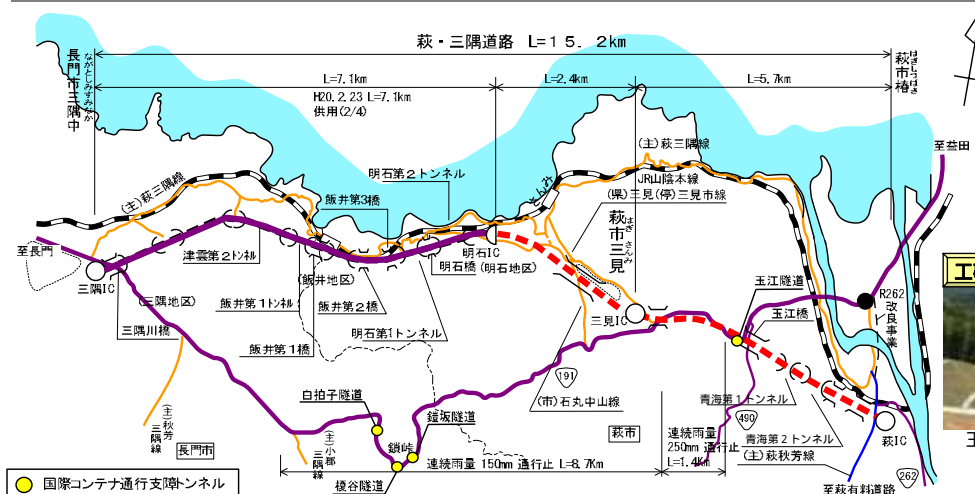 萩・三隅道路 L=15.2km
長門市三隅中
ながとしみすみなか
萩市椿
はぎしつばき
L=7.1km
L=2.4km
L=5.7km
H20.2.23 L=7.1km
供用(2/4)
至益田
(主)萩三隅線
(主)萩三隅線
JR山陰本線
(県)三見(停)三見市線
明石第2トンネル
さんみ
飯井第3橋
萩市三見
はぎ さんみ
至長門
三隅IC
津雲第2トンネル
(飯井地区)
明石IC
明石橋(明石地区)
(三隅地区)
三隅川橋
飯井第1トンネル
飯井第2橋
飯井第1橋
明石第1トンネル
三見IC
玉江隧道
玉江橋
R262
改良事業
工
191
(市)石丸中山線
青海第1トンネル
490
青海第2トンネル
(主)萩秋芳線
萩IC
至萩有料道路
262
白拍子隧道
鎖峠
鎧坂隧道
榎谷隧道
萩市
長門市
(主)秋芳三隅線
(主)小郡三隅線
連続雨量 150mm 通行止 L=8.7Km
連続雨量
250mm 通行止
L=1.4Km
国際コンテナ通行支障トンネル